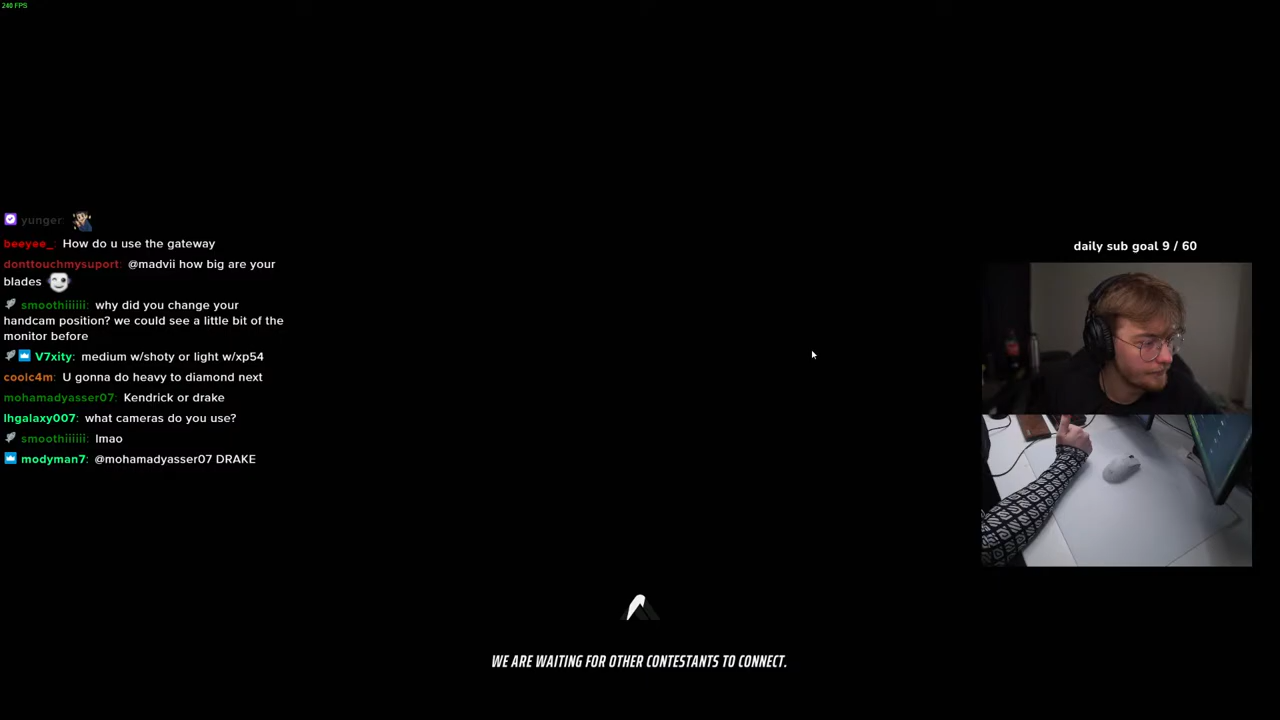 240 FPS
yunger:
beeyee_: How do u use the gateway
donttouchmysuport: @madvii how big are your
blades
smoothiiiiii: why did you change your
handcam position? we could see a little bit of the
monitor before
V7xity: medium w/shoty or light w/xp54
coolc4m: U gonna do heavy to diamond next
mohamadyasser07: Kendrick or drake
lhgalaxy007: what cameras do you use?
smoothiiiiii: lmao
modyman7: @mohamadyasser07 DRAKE
daily sub goal 9 / 60
WE ARE WAITING FOR OTHER CONTESTANTS TO CONNECT.